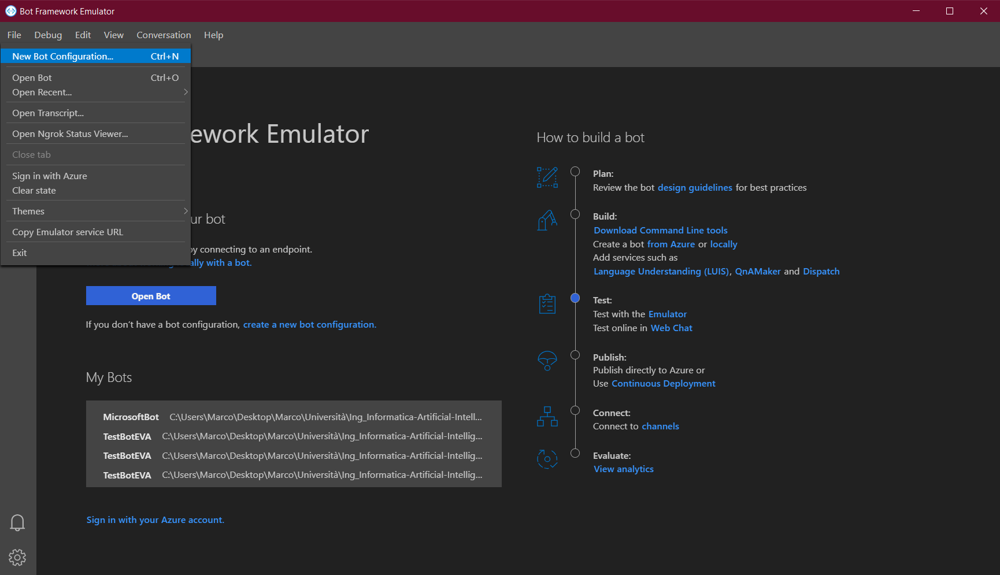 Bot Framework Emulator
File Debug Edit View Conversation Help
New Bot Configuration... Ctrl+N
Open Bot Ctrl+O
Open Recent...
Open Transcript...
Open Ngrok Status Viewer...
Close tab
Sign in with Azure
Clear state
Themes
Copy Emulator service URL
Exit
ework Emulator
ur bot
by connecting to an endpoint.
ally with a bot.
Open Bot
If you don’t have a bot configuration, create a new bot configuration.
My Bots
MicrosoftBot C:\Users\Marco\Desktop\Marco\Università\Ing_Informatica-Artificial-Intell...
TestBotEVA C:\Users\Marco\Desktop\Marco\Università\Ing_Informatica-Artificial-Intellig...
TestBotEVA C:\Users\Marco\Desktop\Marco\Università\Ing_Informatica-Artificial-Intellig...
TestBotEVA C:\Users\Marco\Desktop\Marco\Università\Ing_Informatica-Artificial-Intellig...
Sign in with your Azure account.
How to build a bot
Plan:
Review the bot design guidelines for best practices
Build:
Download Command Line tools
Create a bot from Azure or locally
Add services such as
Language Understanding (LUIS), QnAMaker and Dispatch
Test:
Test with the Emulator
Test online in Web Chat
Publish:
Publish directly to Azure or
Use Continuous Deployment
Connect:
Connect to channels
Evaluate:
View analytics